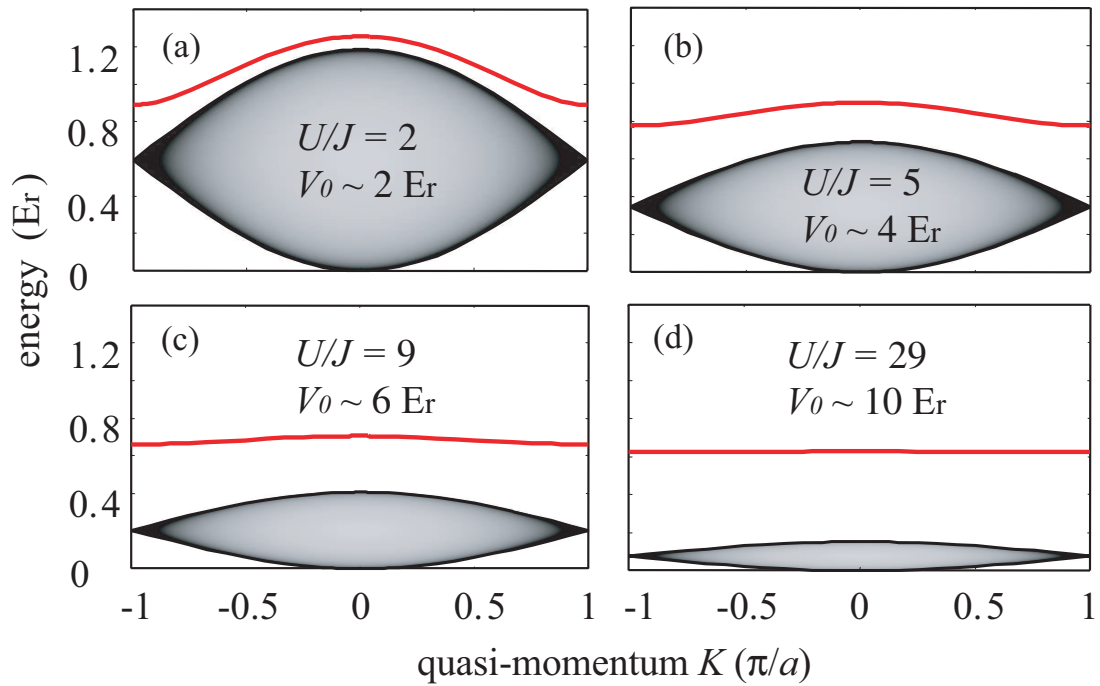 (a)
U/J = 2
V0 ~ 2 Er
(b)
U/J = 5
V0 ~ 4 Er
1.2
0.8
0.4
0
energy (Er)
(c)
U/J = 9
V0 ~ 6 Er
(d)
U/J = 29
V0 ~ 10 Er
1.2
0.8
0.4
0
-1 -0.5 0 0.5 1
-1 -0.5 0 0.5 1
quasi-momentum K (π/a)